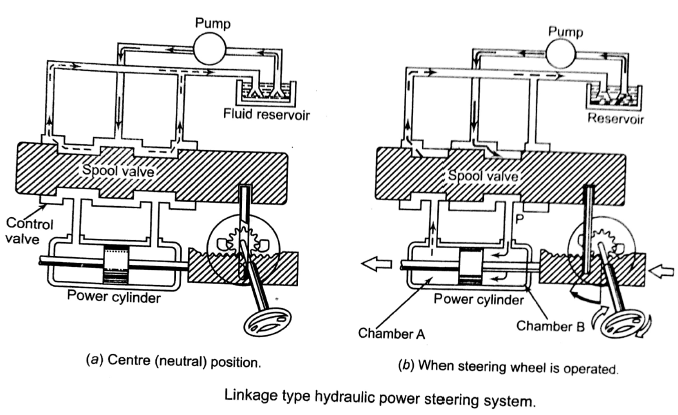 Pump
Fluid reservoir
Spool valve
Control
valve
Power cylinder
(a) Centre (neutral) position.
Pump
P
Reservoir
Spool valve
P
Power cylinder
Chamber A
Chamber B
(b) When steering wheel is operated.
Linkage type hydraulic power steering system.